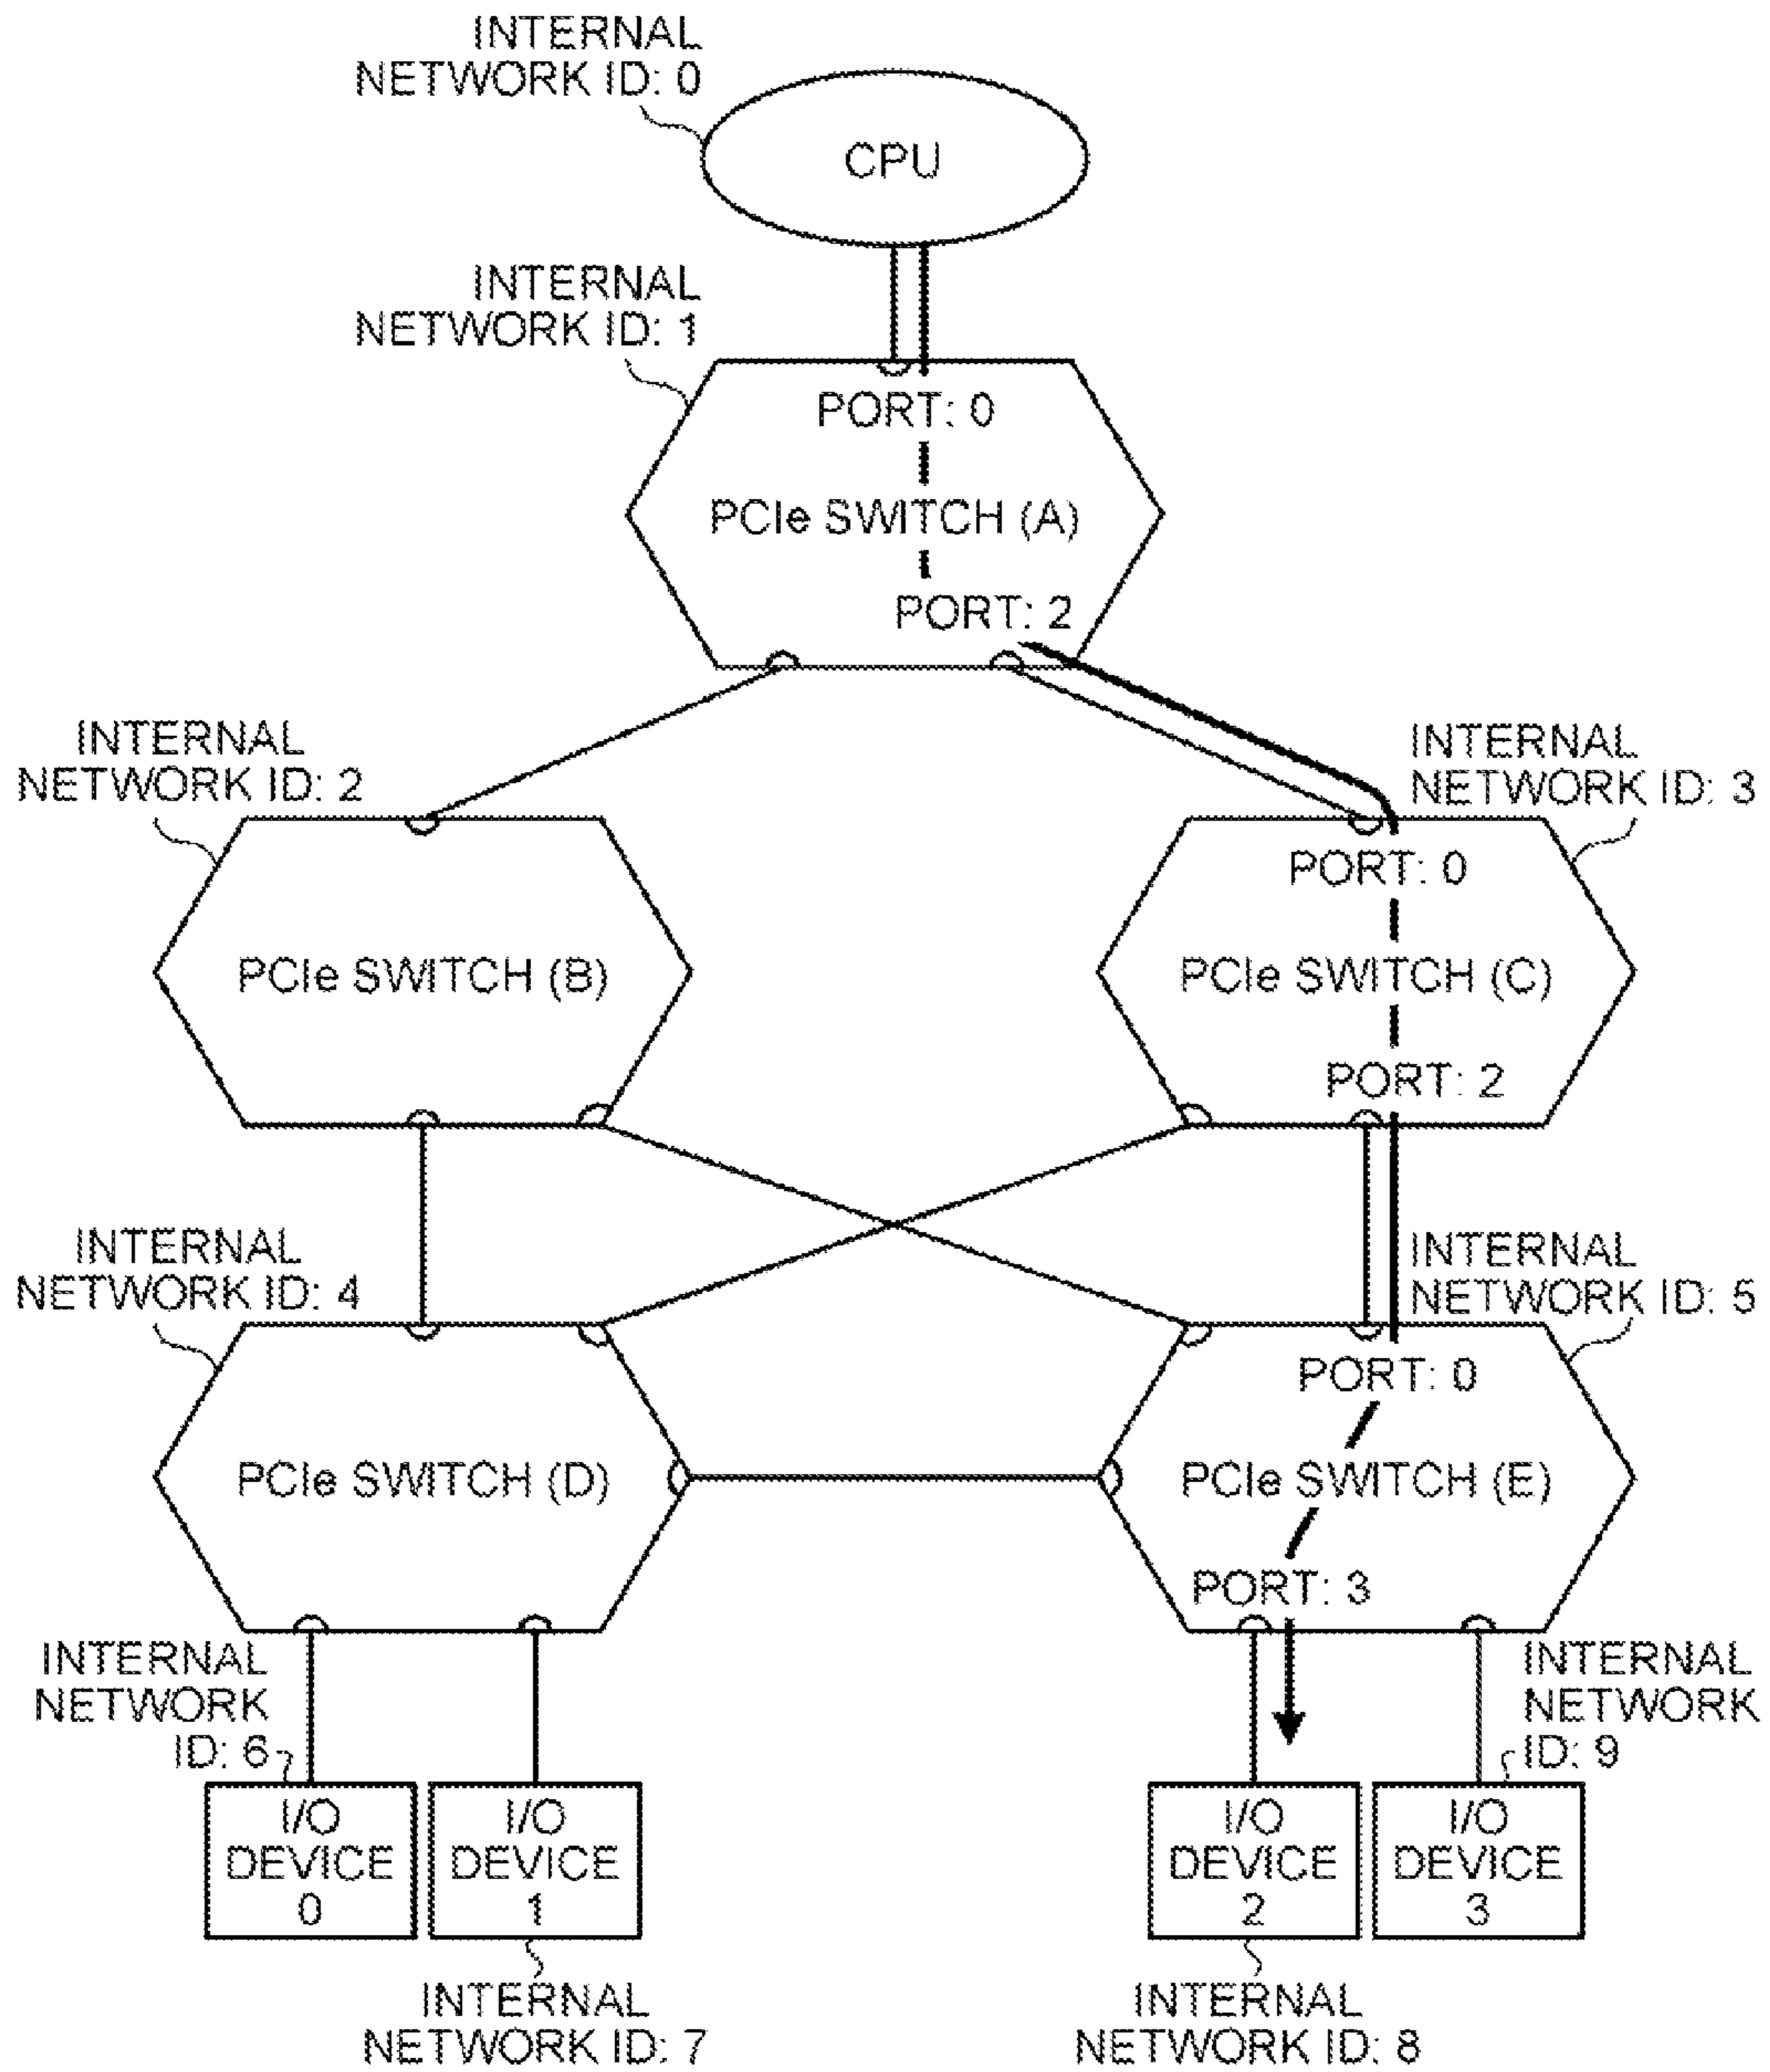 INTERNAL
NETWORK ID: 0
CPU
INTERNAL
NETWORK ID: 1
PORT: 0
PCIe SWITCH (A)
PORT: 2
INTERNAL
NETWORK ID: 2
INTERNAL
NETWORK ID: 3
PORT: 0
PCIe SWITCH (B)
PCIe SWITCH (C)
PORT: 2
INTERNAL
NETWORK ID: 4
INTERNAL
NETWORK ID: 5
PORT: 0
PCIe SWITCH (D)
PCIe SWITCH (E)
PORT: 3
INTERNAL
NETWORK
ID: 6
INTERNAL
NETWORK
ID: 9
I/O
DEVICE
0
I/O
DEVICE
1
I/O
DEVICE
2
I/O
DEVICE
3
INTERNAL
NETWORK ID: 7
INTERNAL
NETWORK ID: 8